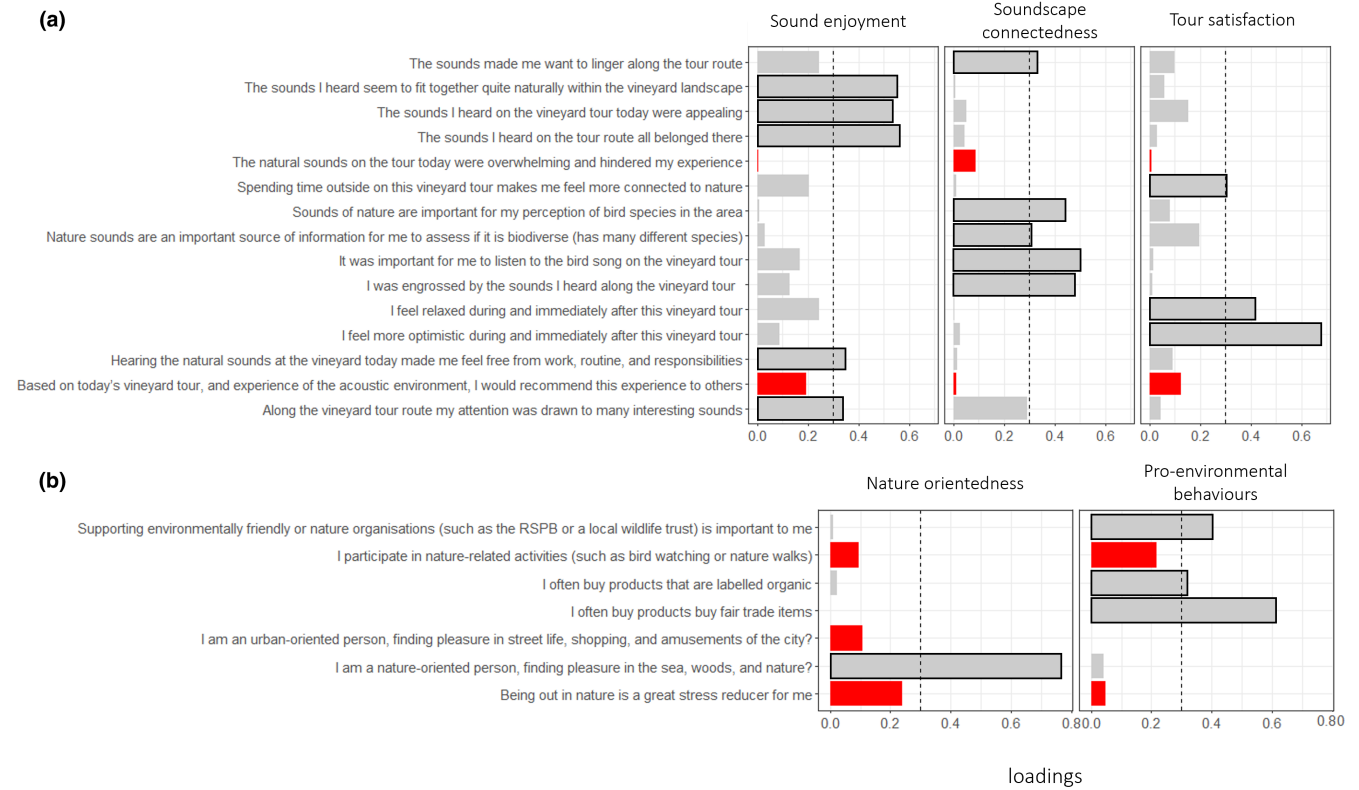 (a)
Sound enjoyment
Soundscape
connectedness
Tour satisfaction
The sounds made me want to linger along the tour route
The sounds I heard seem to fit together quite naturally within the vineyard landscape
The sounds I heard on the vineyard tour today were appealing
The sounds I heard on the tour route all belonged there
The natural sounds on the tour today were overwhelming and hindered my experience
Spending time outside on this vineyard tour makes me feel more connected to nature
Sounds of nature are important for my perception of bird species in the area
Nature sounds are an important source of information for me to assess if it is biodiverse (has many different species)
It was important for me to listen to the bird song on the vineyard tour
I was engrossed by the sounds I heard along the vineyard tour
I feel relaxed during and immediately after this vineyard tour
I feel more optimistic during and immediately after this vineyard tour
Hearing the natural sounds at the vineyard today made me feel free from work, routine, and responsibilities
Based on today's vineyard tour, and experience of the acoustic environment, I would recommend this experience to others
Along the vineyard tour route my attention was drawn to many interesting sounds
0.0 0.2 0.4 0.6 0.0 0.2 0.4 0.6 0.0 0.2 0.4 0.6
(b)
Nature orientedness
Pro-environmental
behaviours
Supporting environmentally friendly or nature organisations (such as the RSPB or a local wildlife trust) is important to me
I participate in nature-related activities (such as bird watching or nature walks)
I often buy products that are labelled organic
I often buy products buy fair trade items
I am an urban-oriented person, finding pleasure in street life, shopping, and amusements of the city?
I am a nature-oriented person, finding pleasure in the sea, woods, and nature?
Being out in nature is a great stress reducer for me
0.0 0.2 0.4 0.6 0.80.0 0.2 0.4 0.6 0.80
loadings